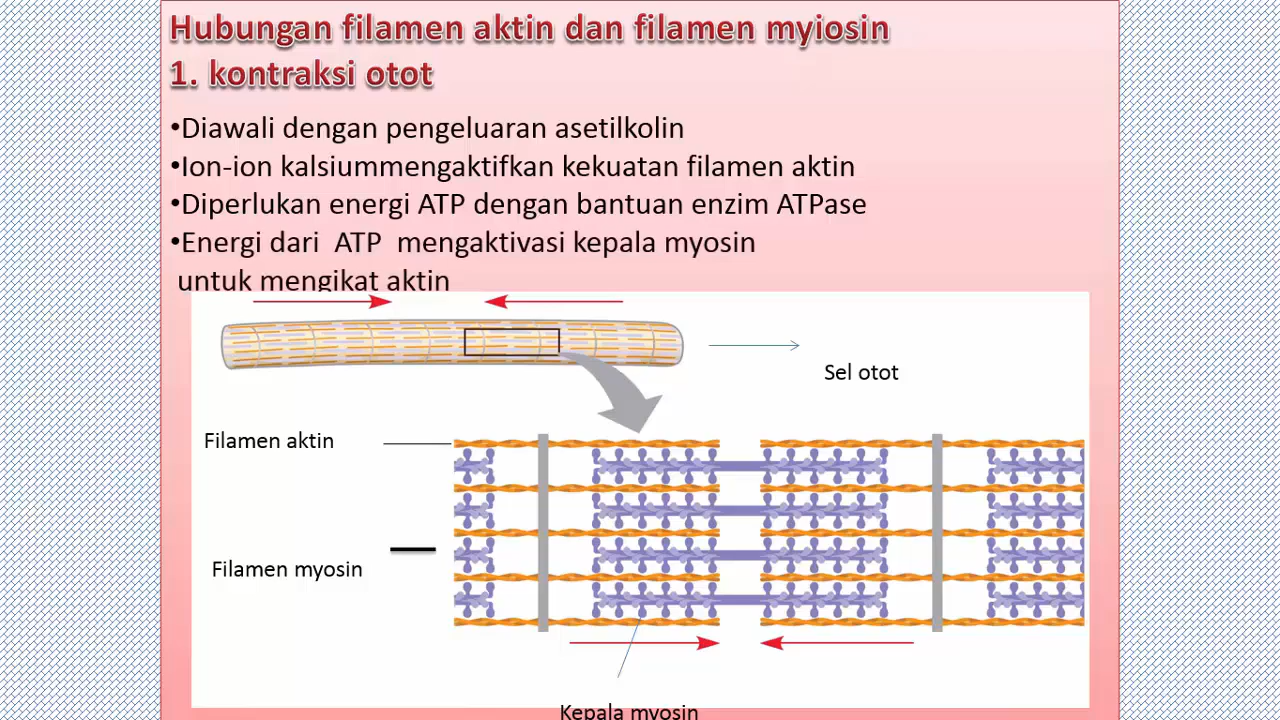 Hubungan filamen aktin dan filamen myiosin
1. kontraksi otot
•Diawali dengan pengeluaran asetilkolin
•Ion-ion kalsiummengaktifkan kekuatan filamen aktin
•Diperlukan energi ATP dengan bantuan enzim ATPase
•Energi dari ATP mengaktivasi kepala myosin
untuk mengikat aktin
Sel otot
Filamen aktin
Filamen myosin
Kepala myosin